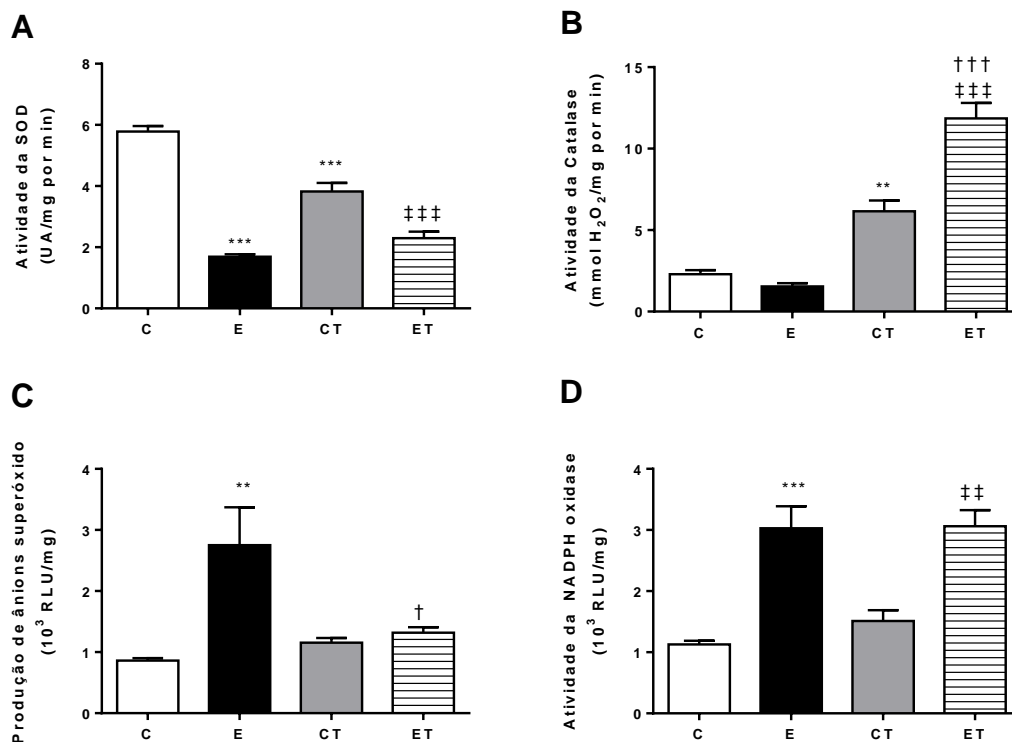 A
Atividade da SOD
(UA/mg por min)
8
6
4
2
0
***
***
‡‡‡
C E CT ET
B
Atividade da Catalase
(mmol H₂O₂/mg por min)
15
10
5
0
**
†††
‡‡‡
C E CT ET
C
Produção de ânions superóxido
(10³ RLU/mg)
4
3
2
1
0
**
†
C E CT ET
D
Atividade da NADPH oxidase
(10³ RLU/mg)
4
3
2
1
0
***
‡‡
C E CT ET